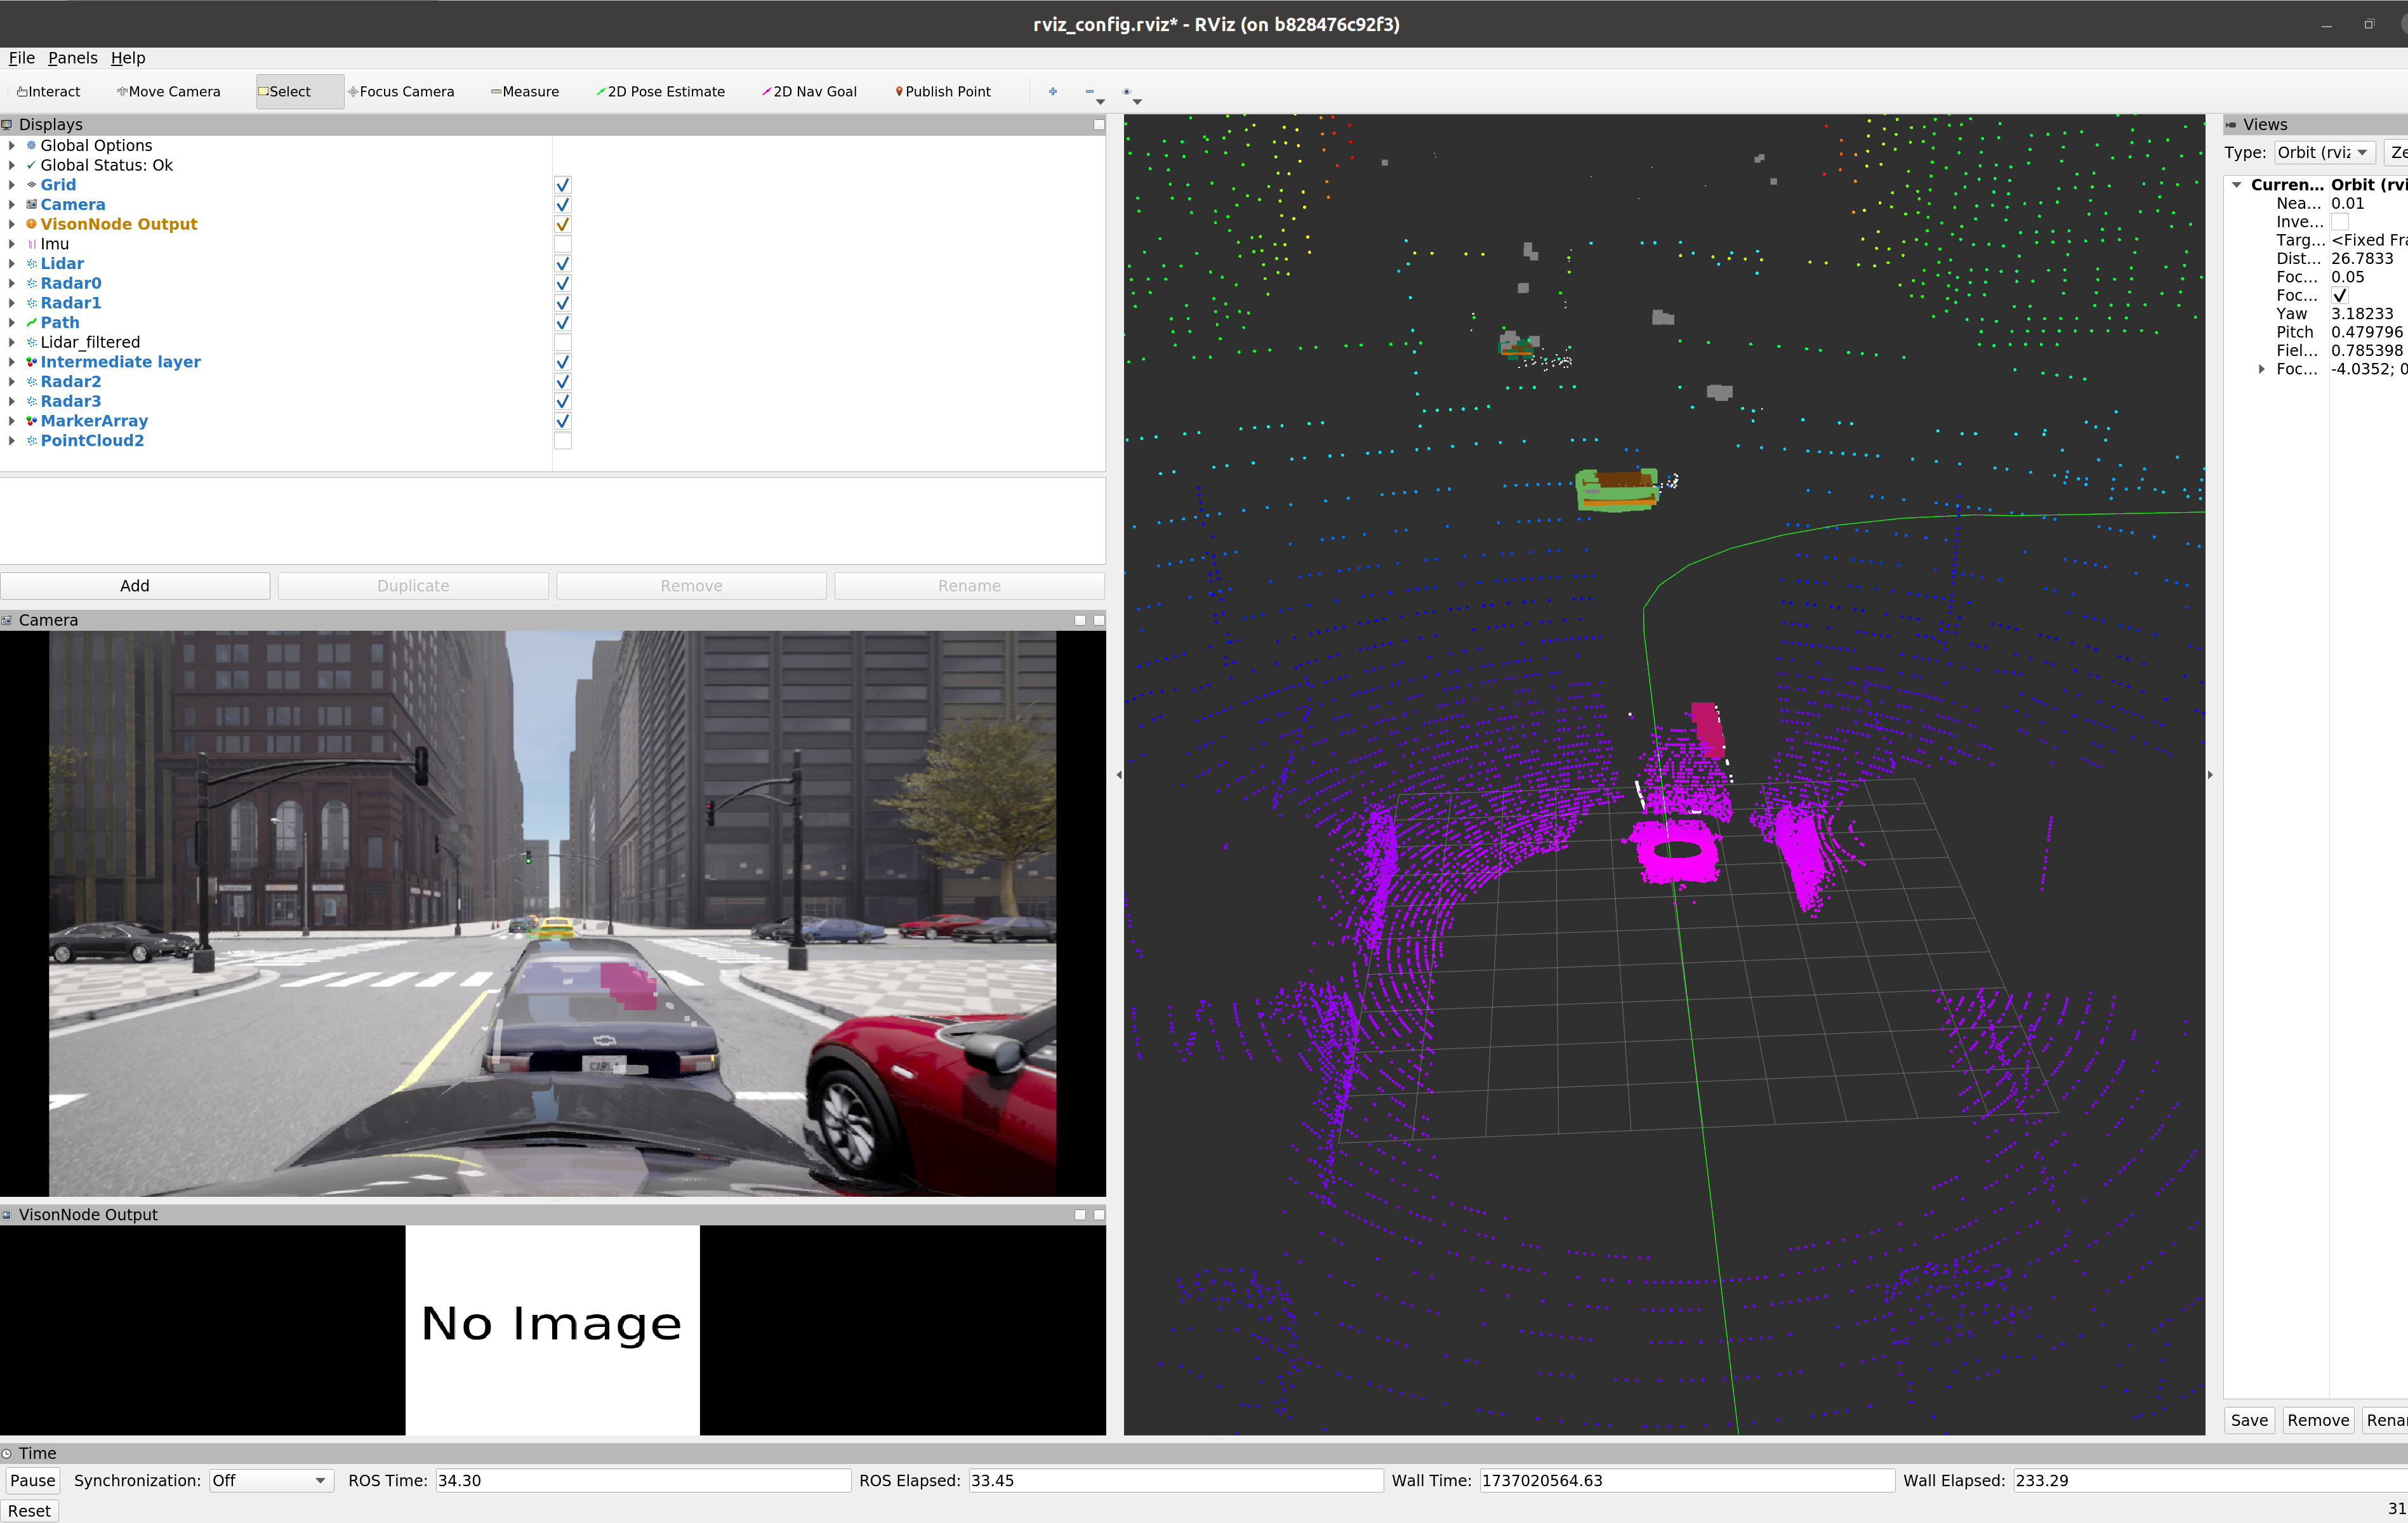 rviz_config.rviz* - RViz (on b828476c92f3)
File Panels Help
Interact Move Camera Select Focus Camera Measure 2D Pose Estimate 2D Nav Goal Publish Point
Displays
Global Options
Global Status: Ok
Grid
Camera
VisonNode Output
Imu
Lidar
Radar0
Radar1
Path
Lidar_filtered
Intermediate layer
Radar2
Radar3
MarkerArray
PointCloud2
Add Duplicate Remove Rename
Camera
VisonNode Output
No Image
Views
Type: Orbit (rviz Ze
Curren... Orbit (rvi
Nea... 0.01
Inve...
Targ... <Fixed Fra
Dist... 26.7833
Foc... 0.05
Foc...
Yaw 3.18233
Pitch 0.479796
Fiel... 0.785398
Foc... -4.0352; 0
Save Remove Rena
Time
Pause Synchronization: Off ROS Time: 34.30 ROS Elapsed: 33.45 Wall Time: 1737020564.63 Wall Elapsed: 233.29
Reset 31